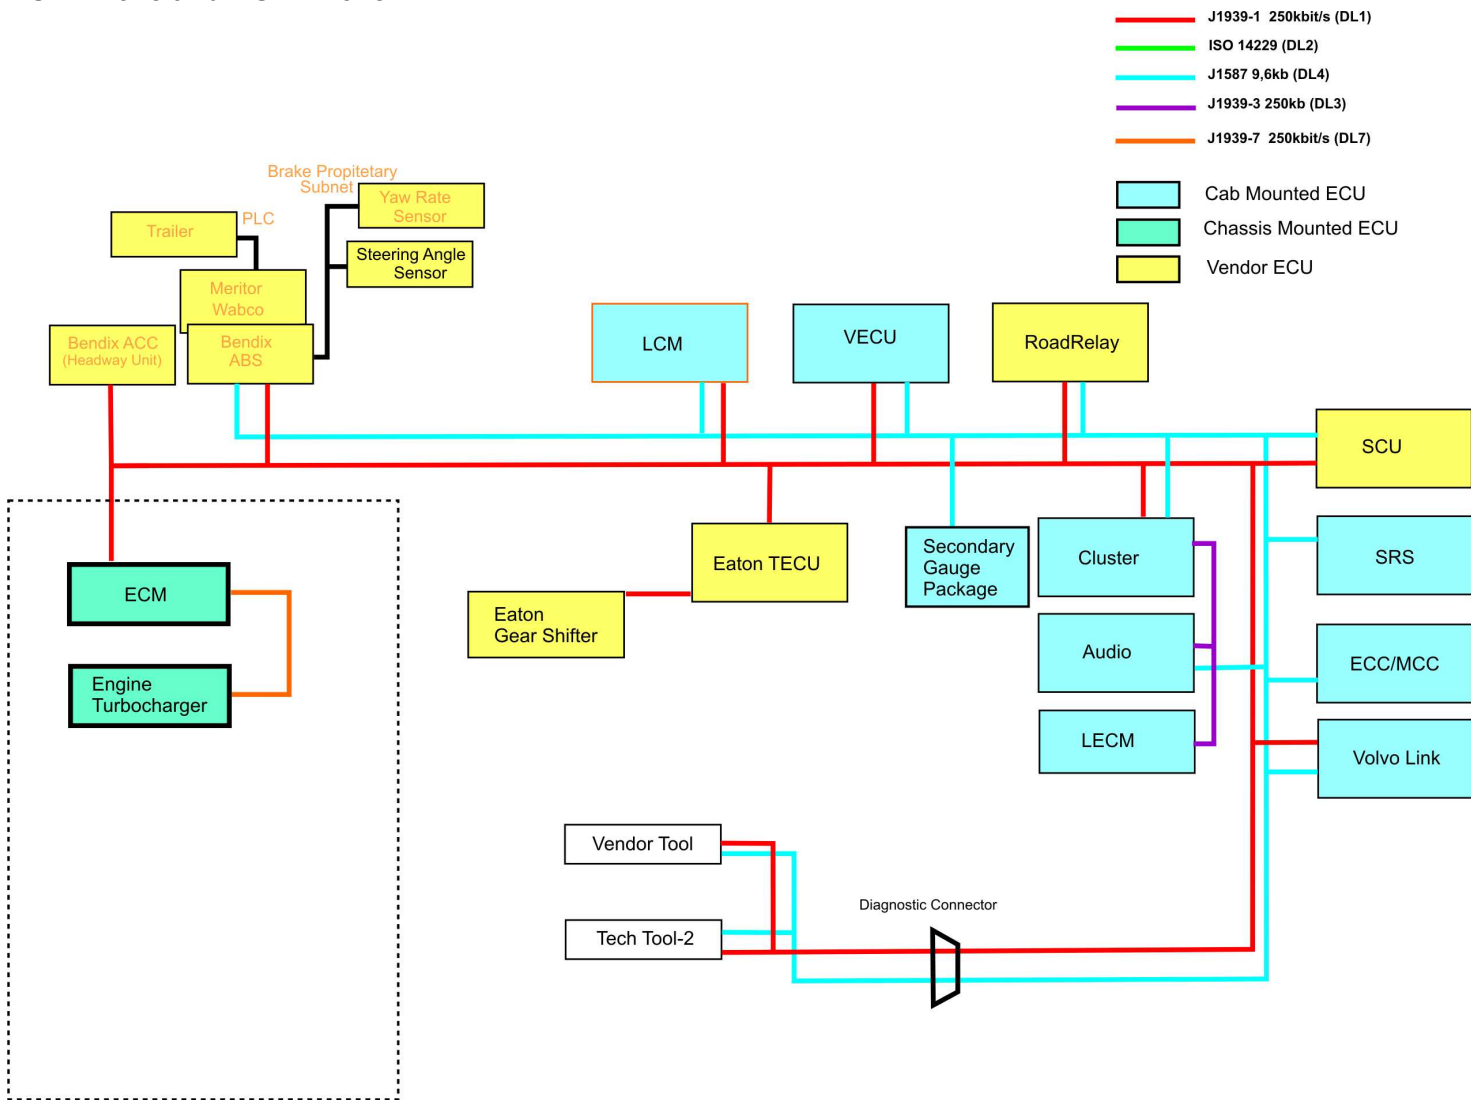 J1939-1 250kbit/s (DL1)
ISO 14229 (DL2)
J1587 9,6kb (DL4)
J1939-3 250kb (DL3)
J1939-7 250kbit/s (DL7)
Cab Mounted ECU
Chassis Mounted ECU
Vendor ECU
Brake Propitetary
Subnet
Yaw Rate
Sensor
PLC
Trailer
Steering Angle
Sensor
Meritor
Wabco
Bendix ACC
(Headway Unit)
Bendix
ABS
LCM
VECU
RoadRelay
SCU
Secondary
Gauge
Package
Cluster
SRS
Eaton TECU
ECM
Eaton
Gear Shifter
Audio
ECC/MCC
Engine
Turbocharger
LECM
Volvo Link
Vendor Tool
Diagnostic Connector
Tech Tool-2